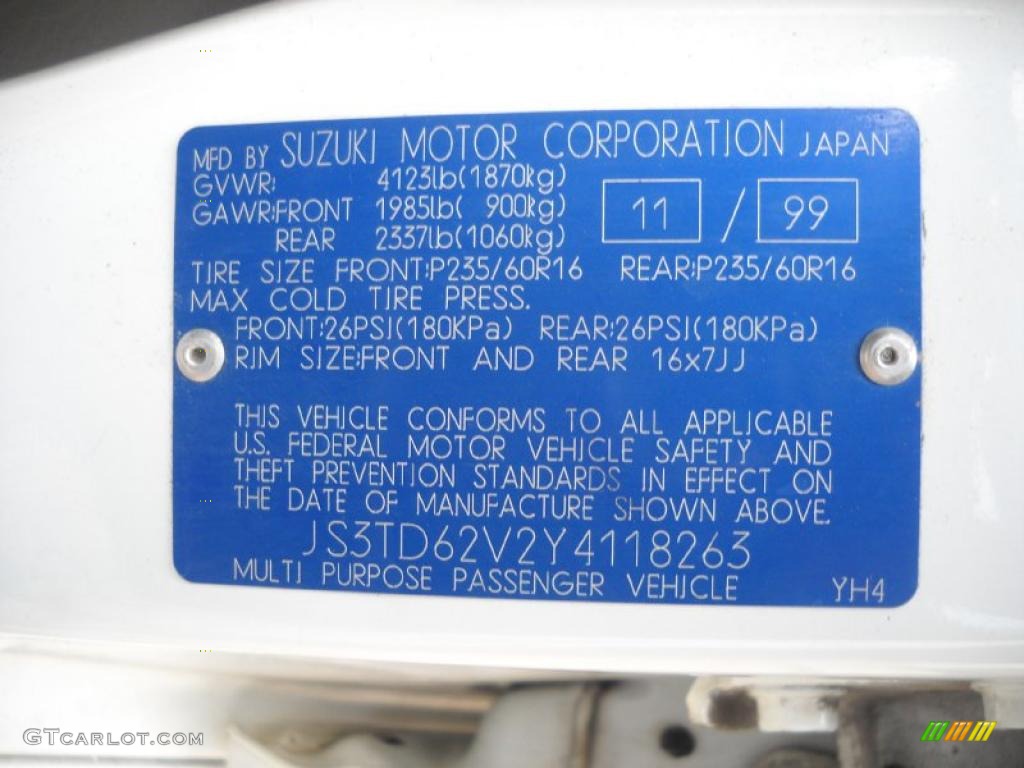 MFD BY SUZUKI MOTOR CORPORATION JAPAN
GVWR: 4123lb(1870kg)
GAWR:FRONT 1985lb( 900kg) 11 / 99
REAR 2337lb(1060kg)
TIRE SIZE FRONT:P235/60R16 REAR:P235/60R16
MAX COLD TIRE PRESS.
FRONT:26PSI(180KPa) REAR:26PSI(180KPa)
RIM SIZE:FRONT AND REAR 16x7JJ
THIS VEHICLE CONFORMS TO ALL APPLICABLE
U.S. FEDERAL MOTOR VEHICLE SAFETY AND
THEFT PREVENTION STANDARDS IN EFFECT ON
THE DATE OF MANUFACTURE SHOWN ABOVE.
JS3TD62V2Y4118263
MULTI PURPOSE PASSENGER VEHICLE YH4
GTCARLOT.COM